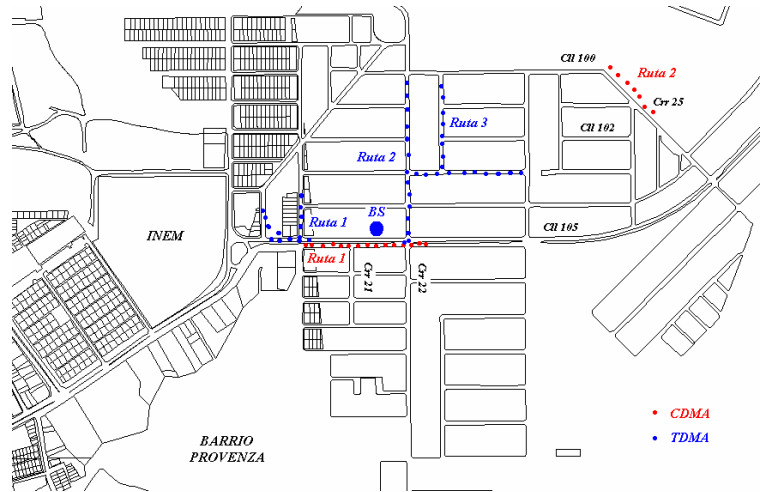 Cll 100
Ruta 2
Crr 25
Ruta 3
Cll 102
Ruta 2
BS
Ruta 1
Cll 105
INEM
Ruta 1
Crr 21
Crr 22
CDMA
TDMA
BARRIO
PROVENZA